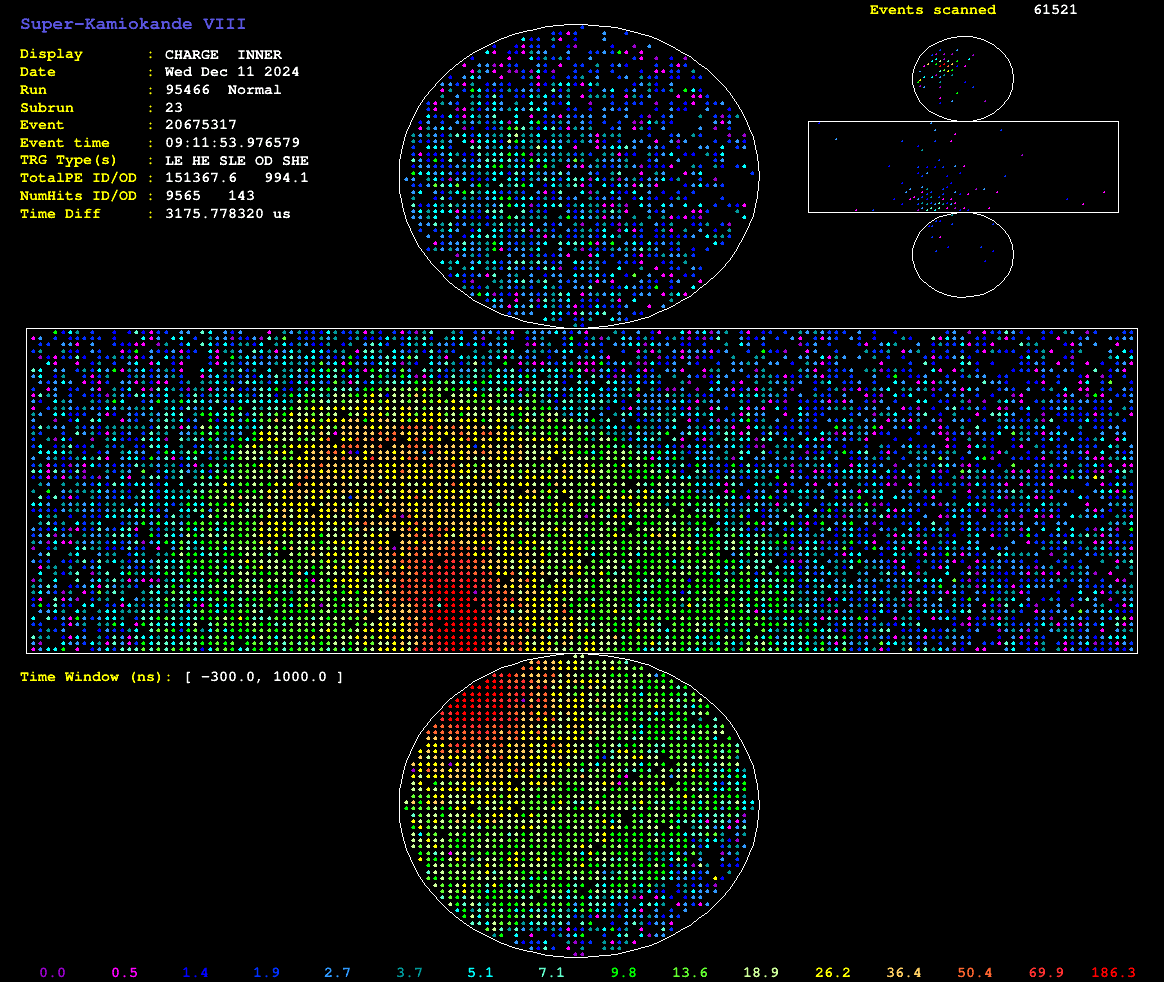 Super-Kamiokande VIII
Events scanned 61521
Display : CHARGE INNER
Date : Wed Dec 11 2024
Run : 95466 Normal
Subrun : 23
Event : 20675317
Event time : 09:11:53.976579
TRG Type(s) : LE HE SLE OD SHE
TotalPE ID/OD : 151367.6 994.1
NumHits ID/OD : 9565 143
Time Diff : 3175.778320 us
Time Window (ns): [ -300.0, 1000.0 ]
0.0 0.5 1.4 1.9 2.7 3.7 5.1 7.1 9.8 13.6 18.9 26.2 36.4 50.4 69.9 186.3